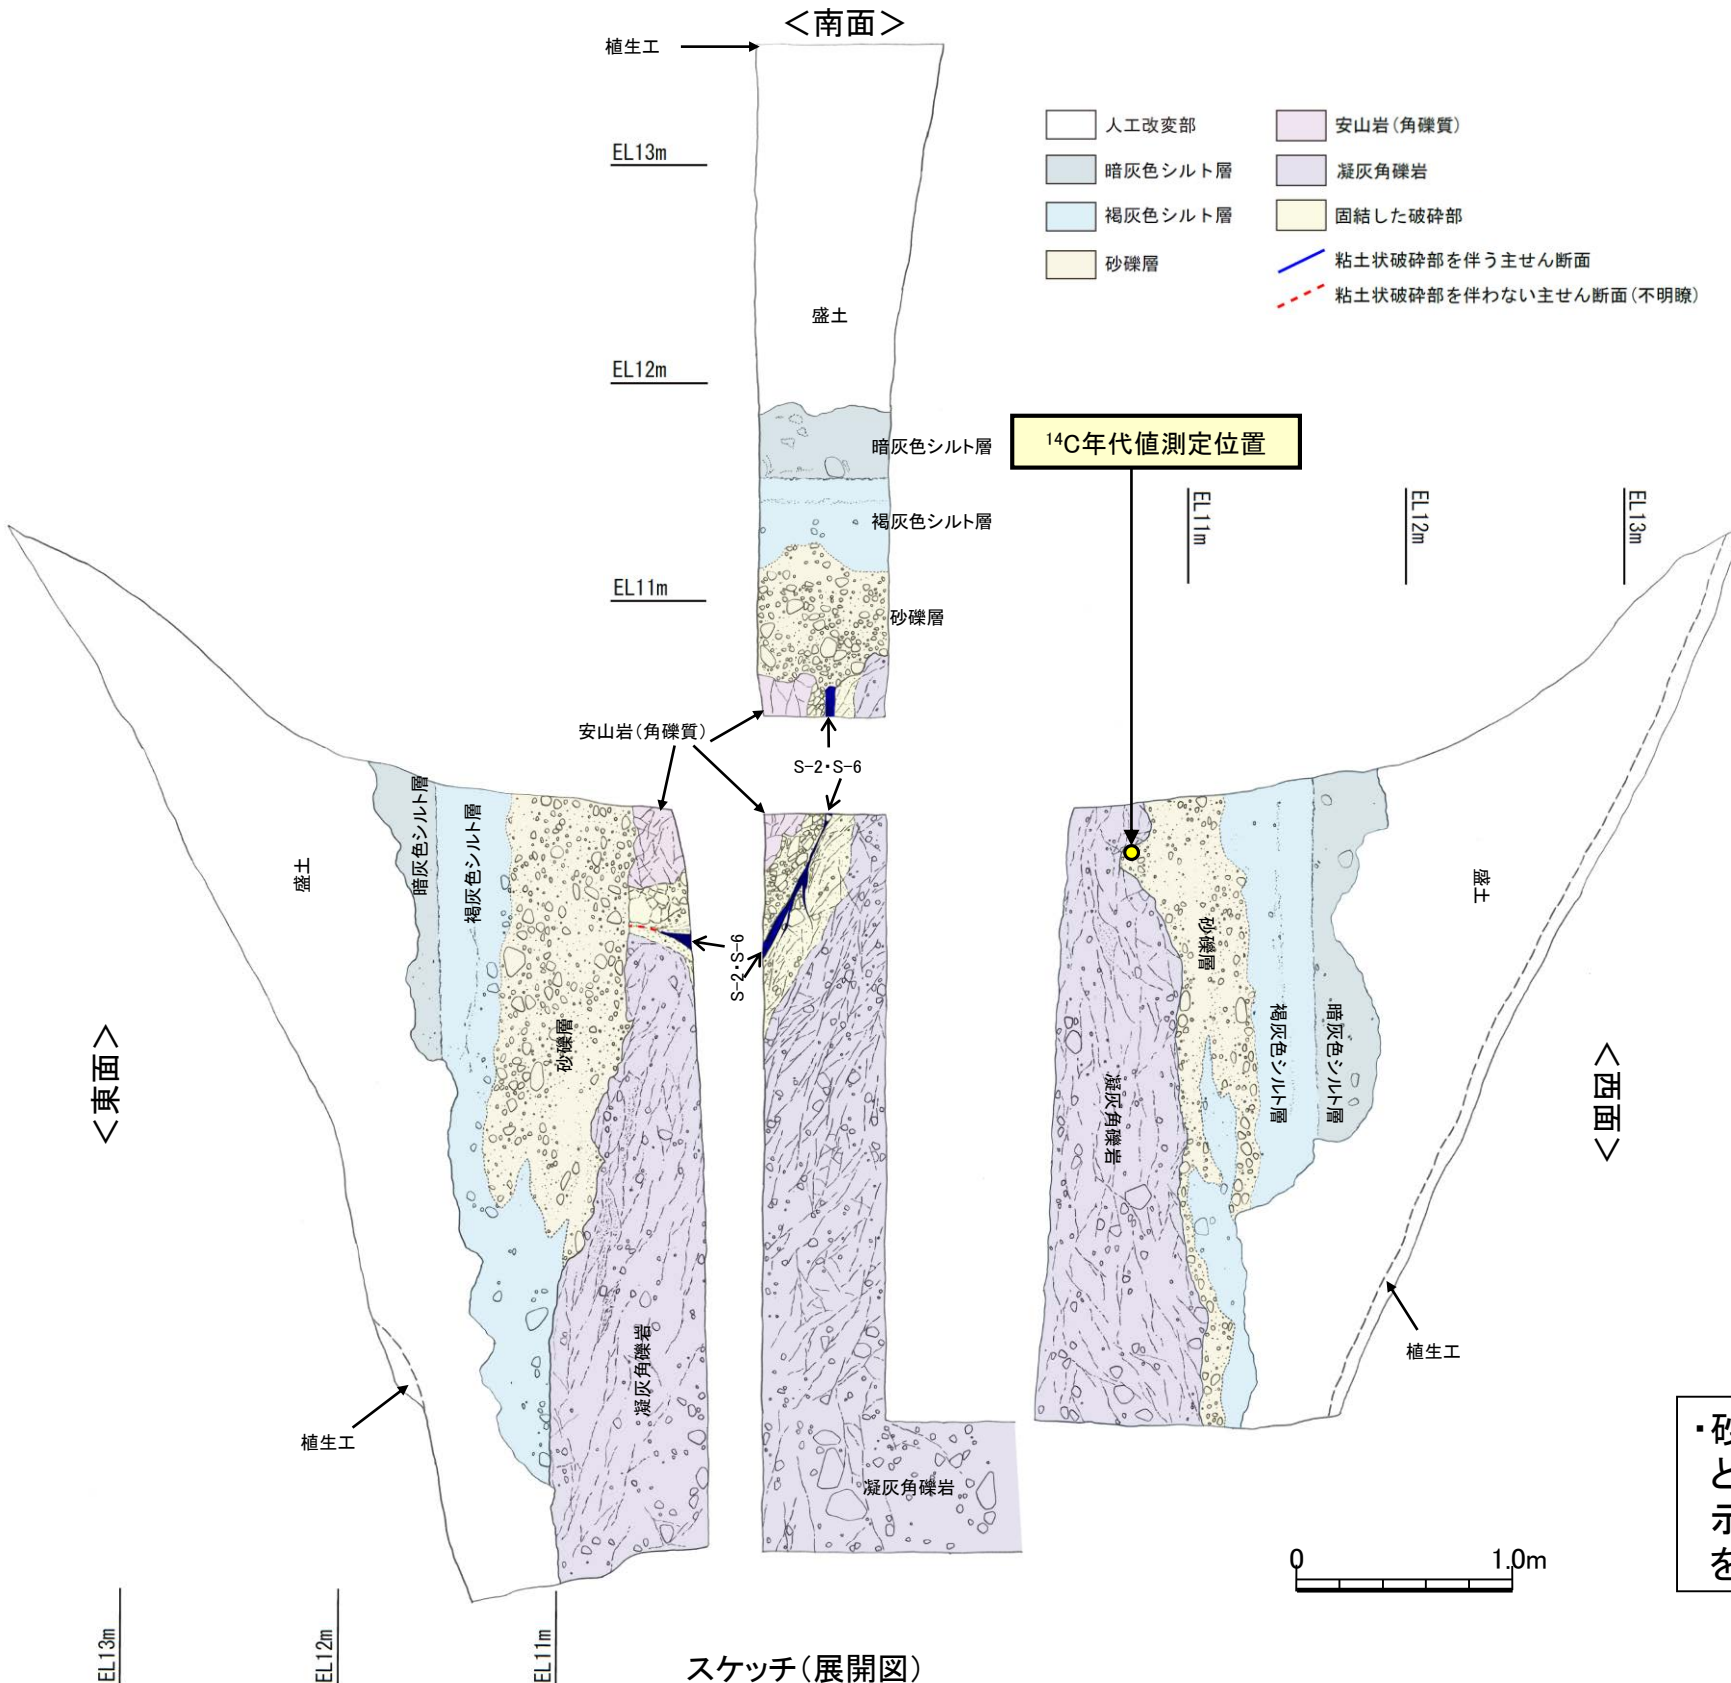 ＜南面＞
植生工
EL13m
EL12m
EL11m
盛土
暗灰色シルト層
褐灰色シルト層
砂礫層
人工改変部
暗灰色シルト層
褐灰色シルト層
砂礫層
安山岩(角礫質)
凝灰角礫岩
固結した破砕部
粘土状破砕部を伴う主せん断面
粘土状破砕部を伴わない主せん断面(不明瞭)
¹⁴C年代値測定位置
EL11m
EL12m
EL13m
安山岩(角礫質)
S-2・S-6
S-2・S-6
＜東面＞
盛土
暗灰色シルト層
褐灰色シルト層
砂礫層
凝灰角礫岩
植生工
凝灰角礫岩
凝灰角礫岩
砂礫層
褐灰色シルト層
暗灰色シルト層
盛土
＜西面＞
植生工
0 1.0m
・砂
と
示
を
EL13m
EL12m
EL11m
スケッチ(展開図)